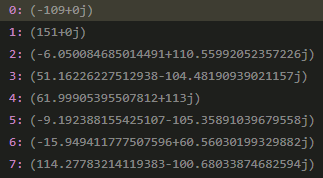 0: (-109+0j)
1: (151+0j)
2: (-6.050084685014491+110.55992052357226j)
3: (51.16226227512938-104.48190939021157j)
4: (61.99905395507812+113j)
5: (-9.192388155425107-105.35891039679558j)
6: (-15.949411777507596+60.56030199329882j)
7: (114.27783214119383-100.68033874682594j)